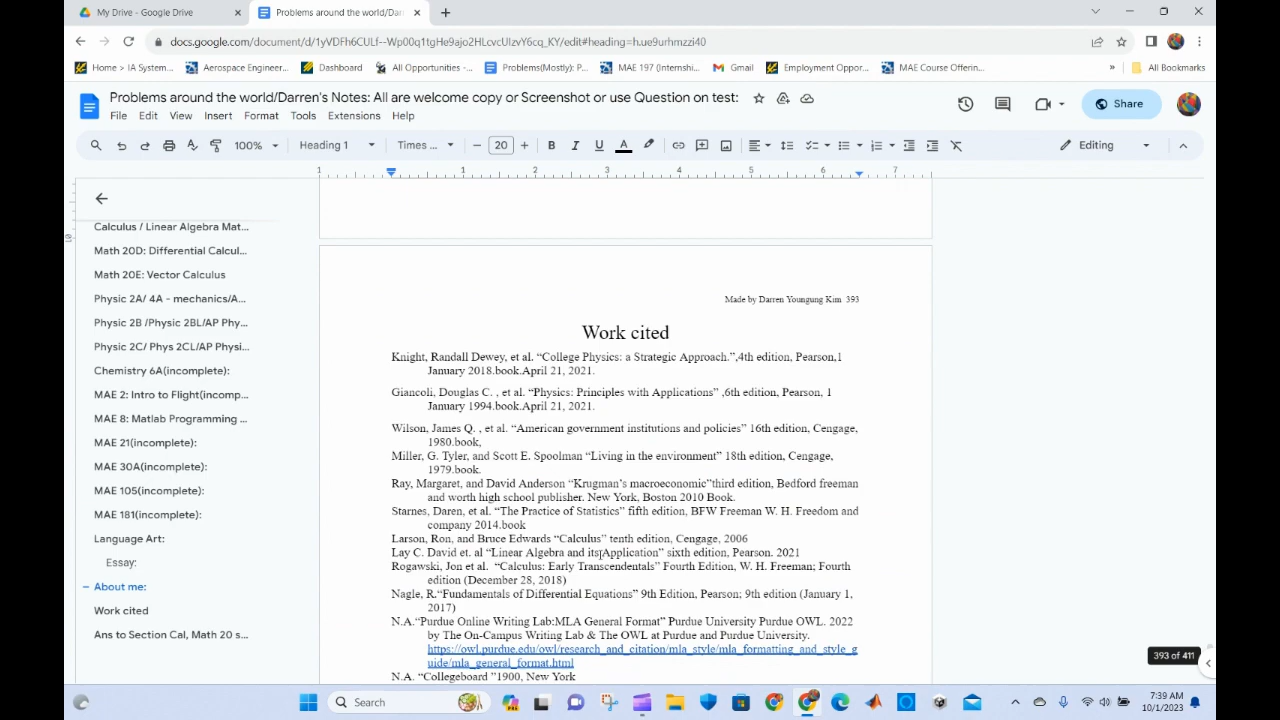 My Drive - Google Drive
Problems around the world/Dar
docs.google.com/document/d/1yVDFh6CULf--Wp00q1tgHe9ajo2HLcvcUIzvY6cq_KY/edit#heading=h.ue9urhmzzi40
Home > IA System... Aerospace Engineer... Dashboard All Opportunities -... Problems(Mostly): P... MAE 197 (Internshi... Gmail Employment Oppor... MAE Course Offerin... » All Bookmarks
Problems around the world/Darren's Notes: All are welcome copy or Screenshot or use Question on test:
Share
File Edit View Insert Format Tools Extensions Help
100% Heading 1 Times ... 20 B I U A Editing
1 1 2 3 4 5 6 7
Calculus / Linear Algebra Mat...
Math 20D: Differential Calcul...
Math 20E: Vector Calculus
Physic 2A/ 4A - mechanics/A...
Physic 2B /Physic 2BL/AP Phy...
Physic 2C/ Phys 2CL/AP Physi...
Chemistry 6A(incomplete):
MAE 2: Intro to Flight(incomp...
MAE 8: Matlab Programming ...
MAE 21(incomplete):
MAE 30A(incomplete):
MAE 105(incomplete):
MAE 181(incomplete):
Language Art:
Essay:
About me:
Work cited
Ans to Section Cal, Math 20 s...
Made by Darren Youngung Kim 393
Work cited
Knight, Randall Dewey, et al. “College Physics: a Strategic Approach.”,4th edition, Pearson,1
January 2018.book.April 21, 2021.
Giancoli, Douglas C. , et al. “Physics: Principles with Applications” ,6th edition, Pearson, 1
January 1994.book.April 21, 2021.
Wilson, James Q. , et al. “American government institutions and policies” 16th edition, Cengage,
1980.book,
Miller, G. Tyler, and Scott E. Spoolman “Living in the environment” 18th edition, Cengage,
1979.book.
Ray, Margaret, and David Anderson “Krugman’s macroeconomic”third edition, Bedford freeman
and worth high school publisher. New York, Boston 2010 Book.
Starnes, Daren, et al. “The Practice of Statistics” fifth edition, BFW Freeman W. H. Freedom and
company 2014.book
Larson, Ron, and Bruce Edwards “Calculus” tenth edition, Cengage, 2006
Lay C. David et. al “Linear Algebra and its Application” sixth edition, Pearson. 2021
Rogawski, Jon et al. “Calculus: Early Transcendentals” Fourth Edition, W. H. Freeman; Fourth
edition (December 28, 2018)
Nagle, R.“Fundamentals of Differential Equations” 9th Edition, Pearson; 9th edition (January 1,
2017)
N.A.“Purdue Online Writing Lab:MLA General Format” Purdue University Purdue OWL. 2022
by The On-Campus Writing Lab & The OWL at Purdue and Purdue University.
https://owl.purdue.edu/owl/research_and_citation/mla_style/mla_formatting_and_style_g
uide/mla_general_format.html
N.A. “Collegeboard ”1900, New York
393 of 411
Search
7:39 AM
10/1/2023